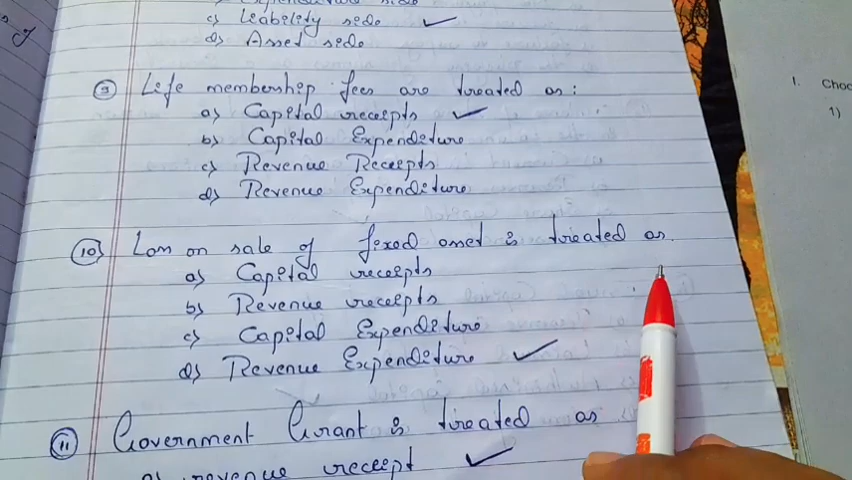 c) Liability side
d) Asset side
9) Life membership fees are treated as:
a) Capital receipts
b) Capital Expenditure
c) Revenue Receipts
d) Revenue Expenditure
10) Loss on sale of fixed asset is treated as.
a) Capital receipts
b) Revenue receipts
c) Capital Expenditure
d) Revenue Expenditure
11 Government Grant is treated as
a) revenue receipt
I. Choo
1)